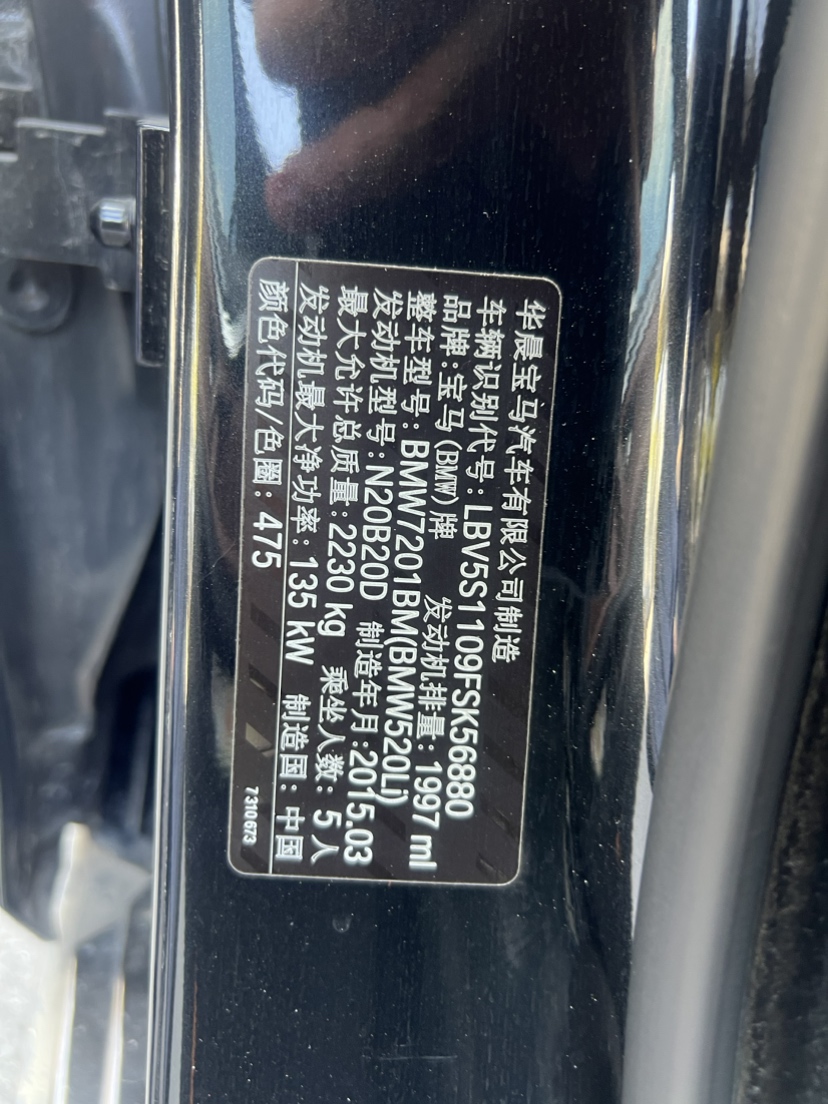 华晨宝马汽车有限公司制造
车辆识别代号:LBV5S1109FSK56880
品牌:宝马(BMW)牌 发动机排量:1997 ml
整车型号:BMW7201BM(BMW520Li)
发动机型号:N20B20D 制造年月:2015.03
最大允许总质量:2230 kg 乘坐人数:5人
发动机最大净功率:135 kW 制造国:中国
颜色代码/色圈:475 7310673